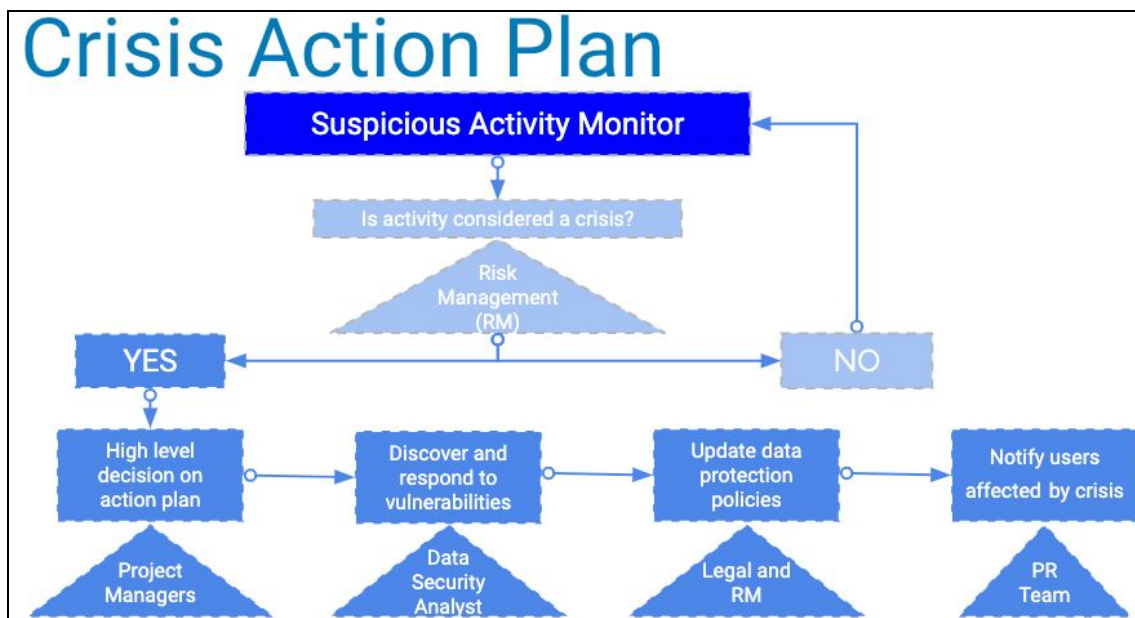 Crisis Action Plan
Suspicious Activity Monitor
Is activity considered a crisis?
Risk
Management
(RM)
YES
NO
High level
decision on
action plan
Discover and
respond to
vulnerabilities
Update data
protection
policies
Notify users
affected by crisis
Project
Managers
Data
Security
Analyst
Legal and
RM
PR
Team